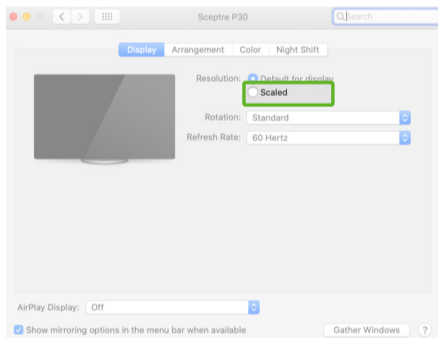 Sceptre P30
Search
Display Arrangement Color Night Shift
Resolution: Default for display
Scaled
Rotation: Standard
Refresh Rate: 60 Hertz
AirPlay Display: Off
Show mirroring options in the menu bar when available Gather Windows ?